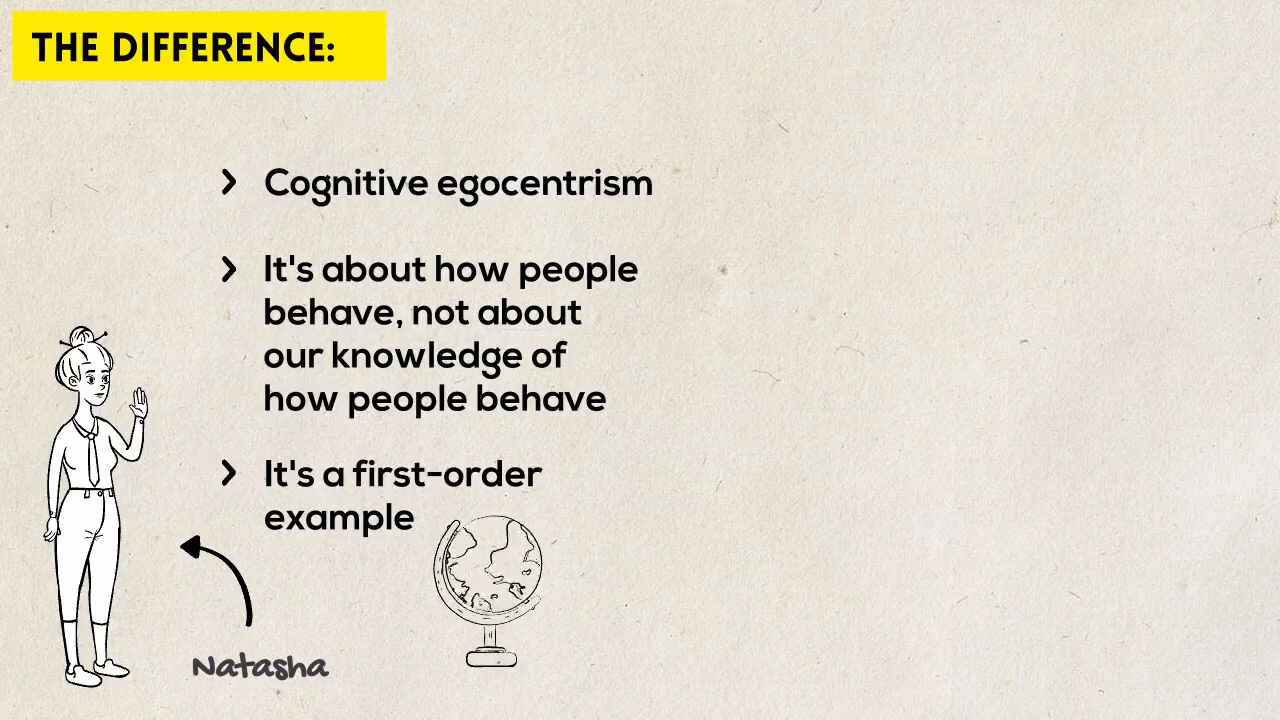 THE DIFFERENCE:
Cognitive egocentrism
It's about how people
behave, not about
our knowledge of
how people behave
It's a first-order
example
Natasha